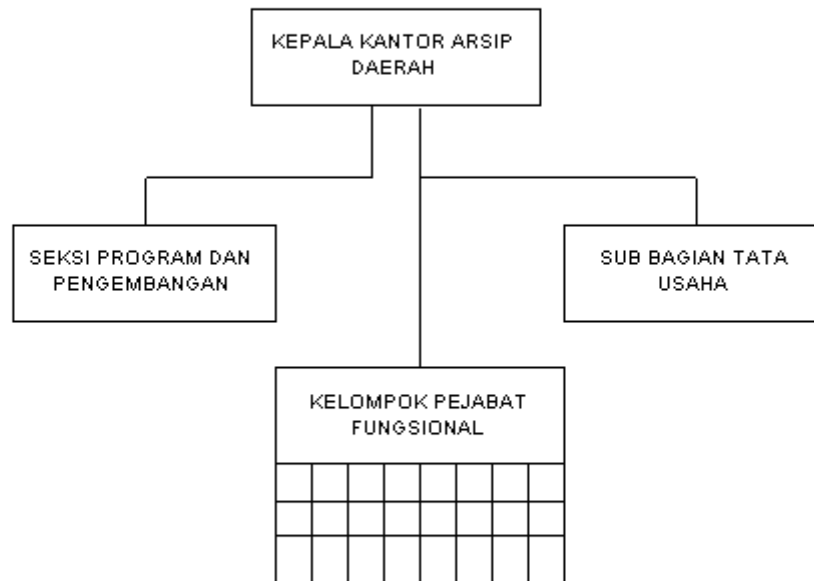 KEPALA KANTOR ARSIP
DAERAH
SEKSI PROGRAM DAN
PENGEMBANGAN
SUB BAGIAN TATA
USAHA
KELOMPOK PEJABAT
FUNGSIONAL